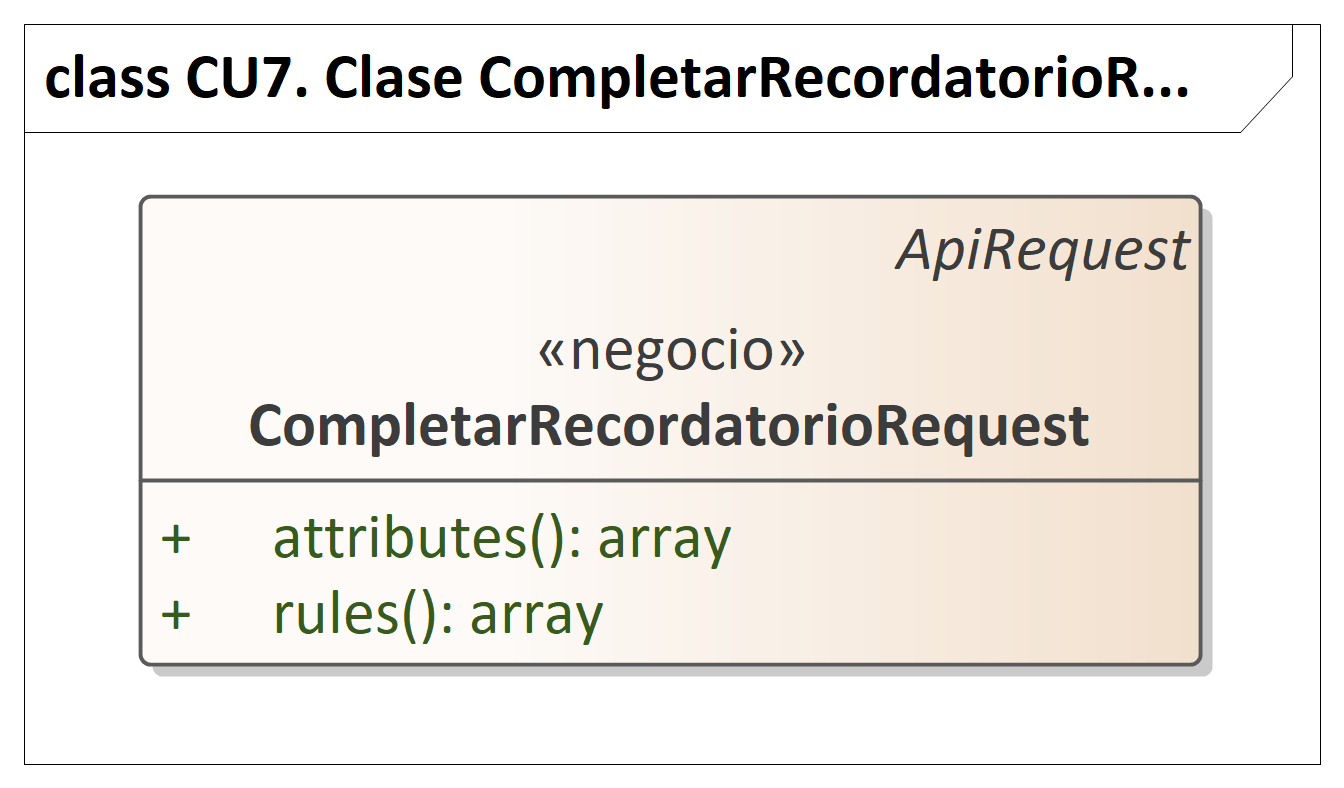 class CU7. Clase CompletarRecordatorioR...
ApiRequest
«negocio»
CompletarRecordatorioRequest
+ attributes(): array
+ rules(): array